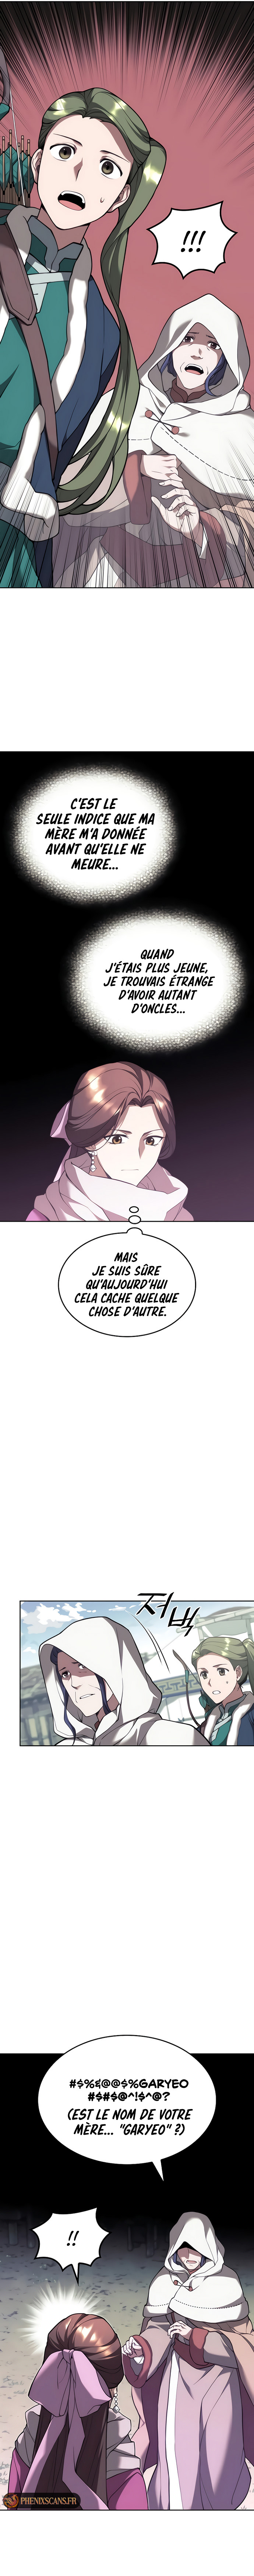 !!!
C'EST LE
SEULE INDICE QUE MA
MÈRE M'A DONNÉE
AVANT QU'ELLE NE
MEURE...
QUAND
J'ÉTAIS PLUS JEUNE,
JE TROUVAIS ÉTRANGE
D'AVOIR AUTANT
D'ONCLES...
MAIS
JE SUIS SÛRE
QU'AUJOURD'HUI
CELA CACHE QUELQUE
CHOSE D'AUTRE.
저벅
#$%&@@$%GARYEO
#$#$@^!$^@?
(EST LE NOM DE VOTRE
MÈRE... "GARYEO" ?)
!!
PHENIXSCANS.FR